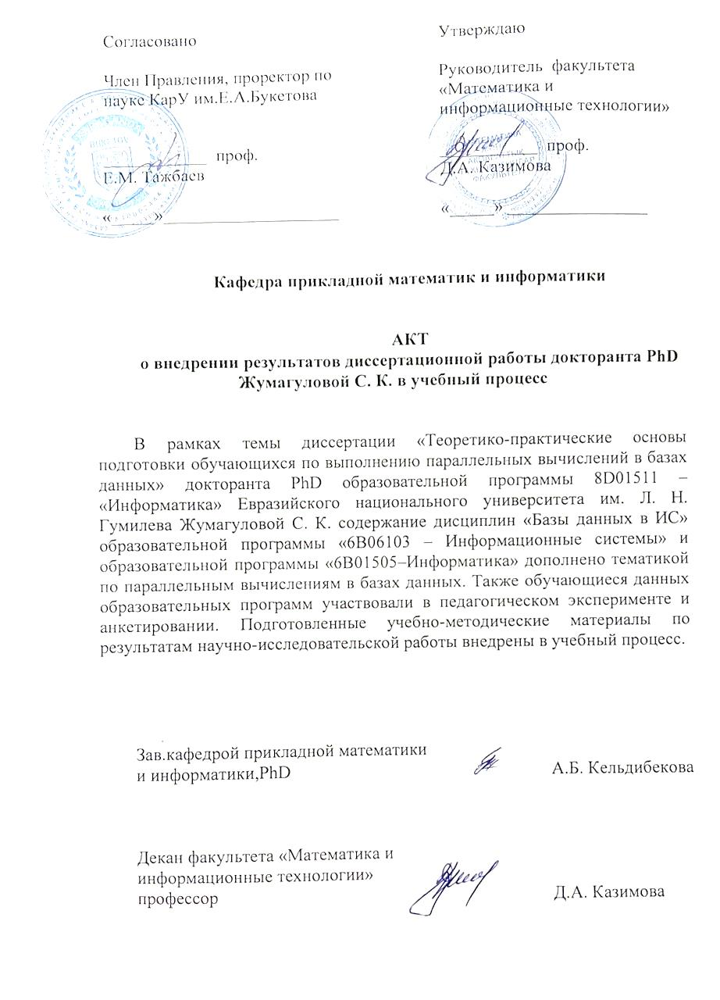 Согласовано
Член Правления, проректор по
науке КарУ им.Е.А.Букетова
____________ проф.
Е.М. Тажбаев
«_____»____________________
Утверждаю
Руководитель факультета
«Математика и
информационные технологии»
____________ проф.
Д.А. Казимова
«_____»________________
Кафедра прикладной математик и информатики
АКТ
о внедрении результатов диссертационной работы докторанта PhD
Жумагуловой С. К. в учебный процесс
В рамках темы диссертации «Теоретико-практические основы
подготовки обучающихся по выполнению параллельных вычислений в базах
данных» докторанта PhD образовательной программы 8D01511 –
«Информатика» Евразийского национального университета им. Л. Н.
Гумилева Жумагуловой С. К. содержание дисциплин «Базы данных в ИС»
образовательной программы «6В06103 – Информационные системы» и
образовательной программы «6В01505–Информатика» дополнено тематикой
по параллельным вычислениям в базах данных. Также обучающиеся данных
образовательных программ участвовали в педагогическом эксперименте и
анкетировании. Подготовленные учебно-методические материалы по
результатам научно-исследовательской работы внедрены в учебный процесс.
Зав.кафедрой прикладной математики
и информатики,PhD
А.Б. Кельдибекова
Декан факультета «Математика и
информационные технологии»
профессор
Д.А. Казимова